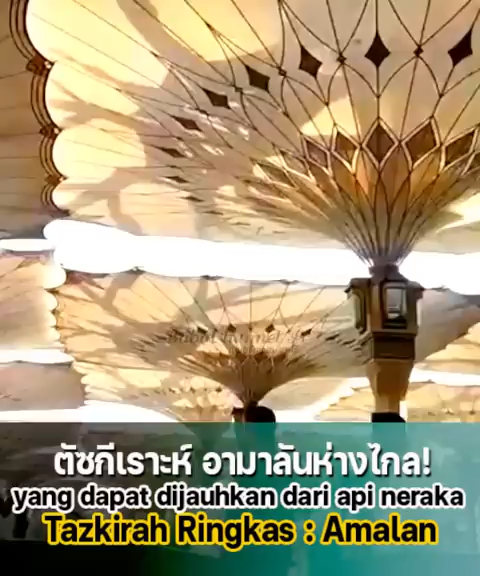 ตัซกีเราะห์ อามาลันห่างไกล!
yang dapat dijauhkan dari api neraka
Tazkirah Ringkas : Amalan